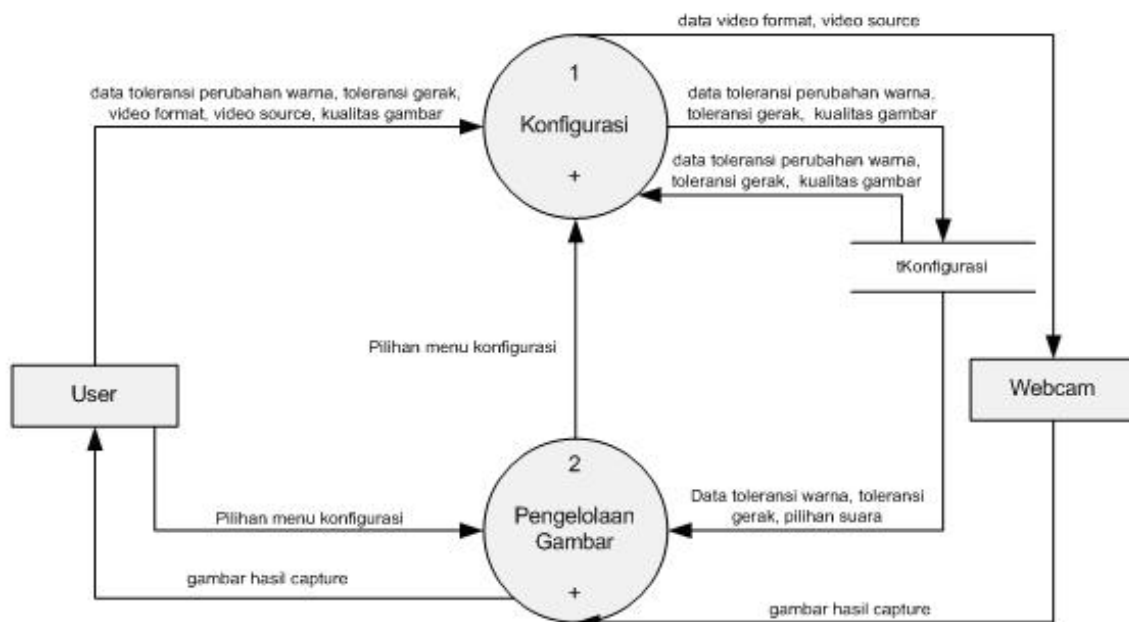 data video format, video source
1
Konfigurasi
+
data toleransi perubahan warna, toleransi gerak,
video format, video source, kualitas gambar
data toleransi perubahan warna,
toleransi gerak, kualitas gambar
data toleransi perubahan warna,
toleransi gerak, kualitas gambar
tKonfigurasi
Pilihan menu konfigurasi
User
Webcam
2
Pengelolaan
Gambar
+
Pilihan menu konfigurasi
Data toleransi warna, toleransi
gerak, pilihan suara
gambar hasil capture
gambar hasil capture